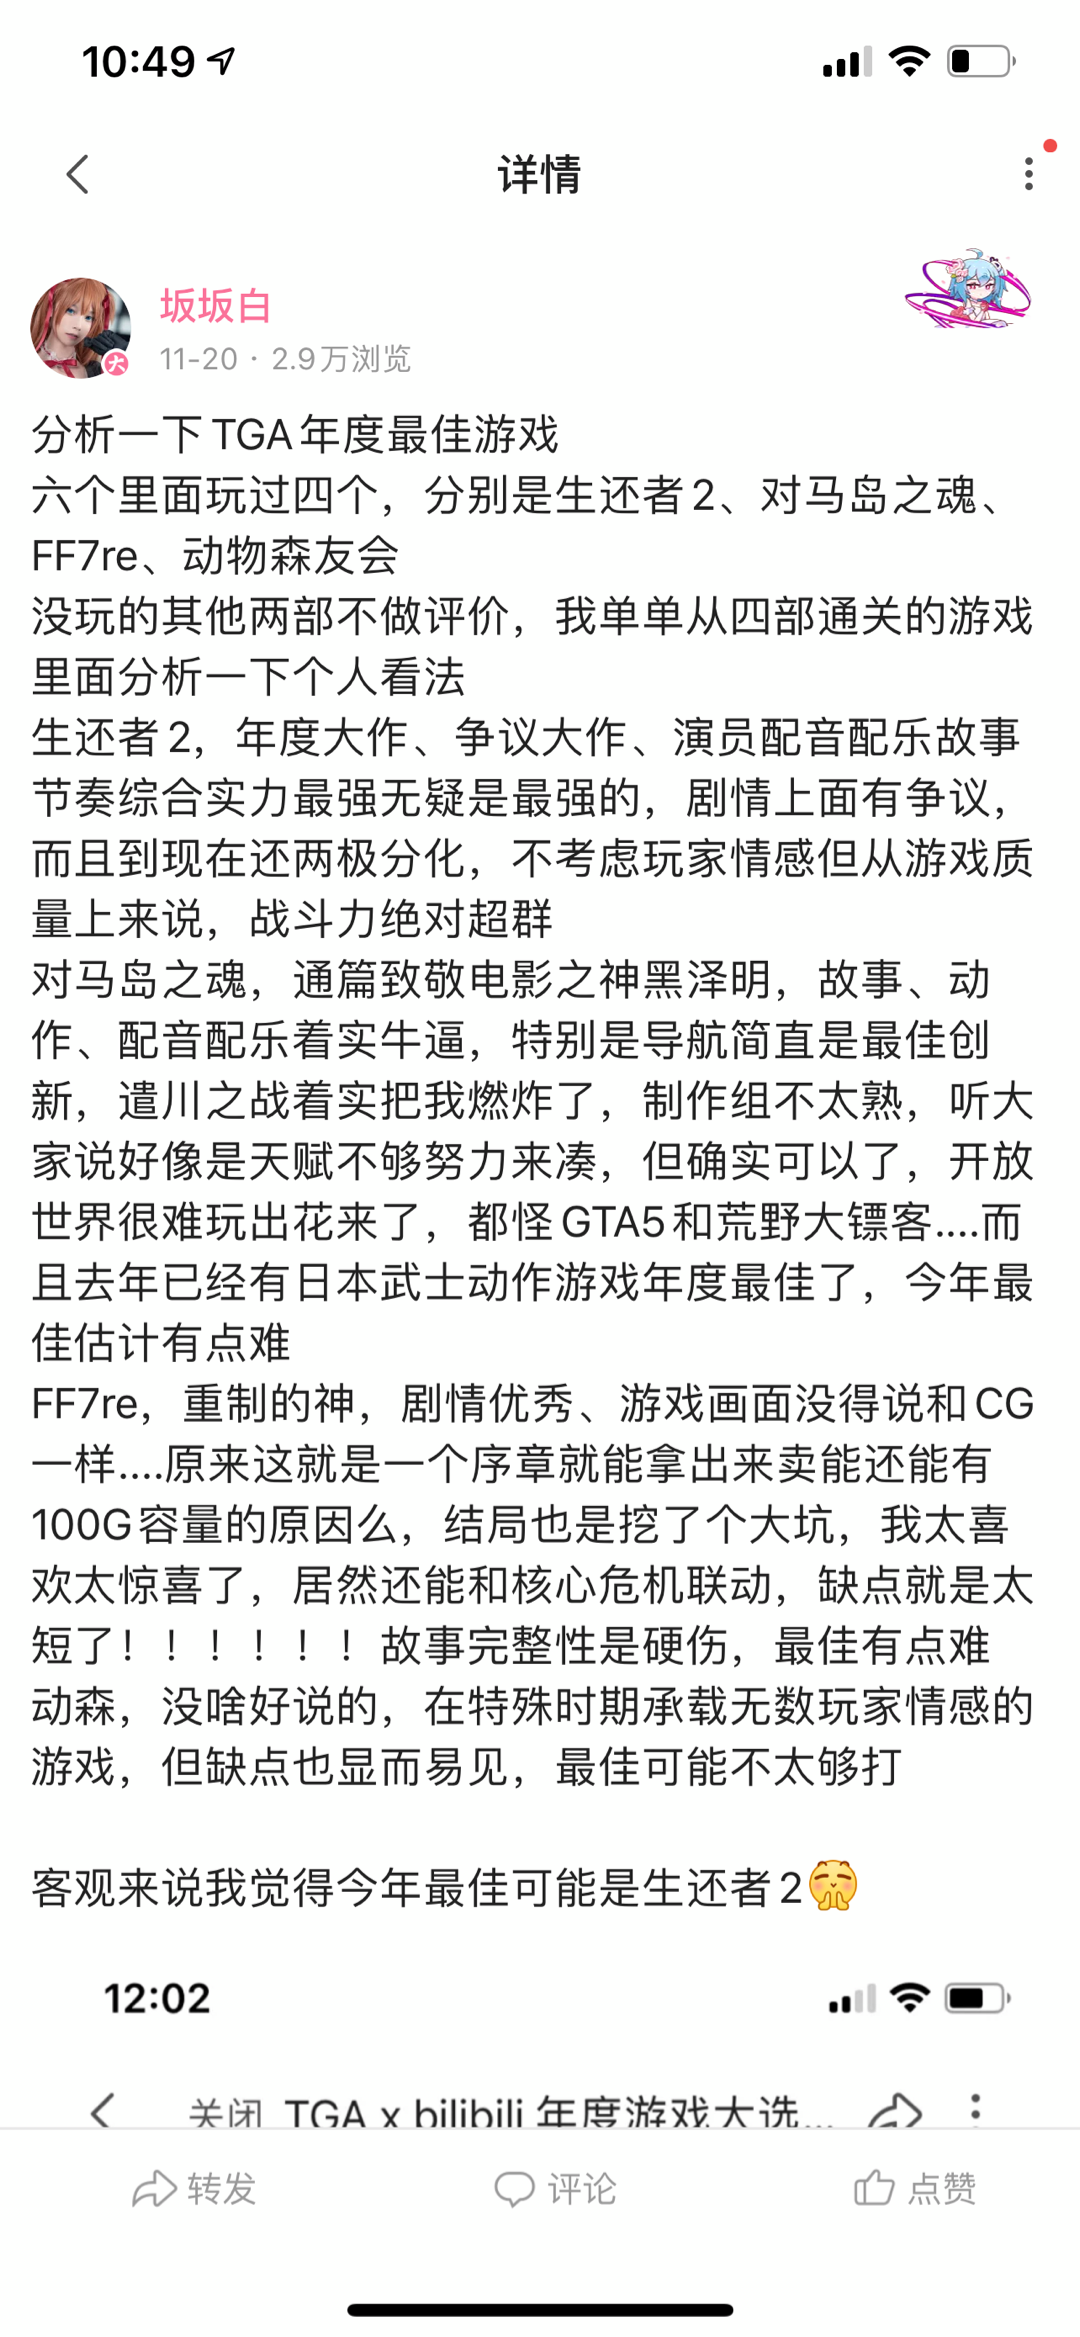 10:49
详情
坂坂白
11-20 · 2.9万浏览
分析一下TGA年度最佳游戏
六个里面玩过四个，分别是生还者2、对马岛之魂、
FF7re、动物森友会
没玩的其他两部不做评价，我单单从四部通关的游戏
里面分析一下个人看法
生还者2，年度大作、争议大作、演员配音配乐故事
节奏综合实力最强无疑是最强的，剧情上面有争议，
而且到现在还两极分化，不考虑玩家情感但从游戏质
量上来说，战斗力绝对超群
对马岛之魂，通篇致敬电影之神黑泽明，故事、动
作、配音配乐着实牛逼，特别是导航简直是最佳创
新，遣川之战着实把我燃炸了，制作组不太熟，听大
家说好像是天赋不够努力来凑，但确实可以了，开放
世界很难玩出花来了，都怪GTA5和荒野大镖客....而
且去年已经有日本武士动作游戏年度最佳了，今年最
佳估计有点难
FF7re，重制的神，剧情优秀、游戏画面没得说和CG
一样....原来这就是一个序章就能拿出来卖能还能有
100G容量的原因么，结局也是挖了个大坑，我太喜
欢太惊喜了，居然还能和核心危机联动，缺点就是太
短了！！！！！！故事完整性是硬伤，最佳有点难
动森，没啥好说的，在特殊时期承载无数玩家情感的
游戏，但缺点也显而易见，最佳可能不太够打
客观来说我觉得今年最佳可能是生还者2
12:02
关闭 TGA x bilibili 年度游戏大选...
转发 评论 点赞